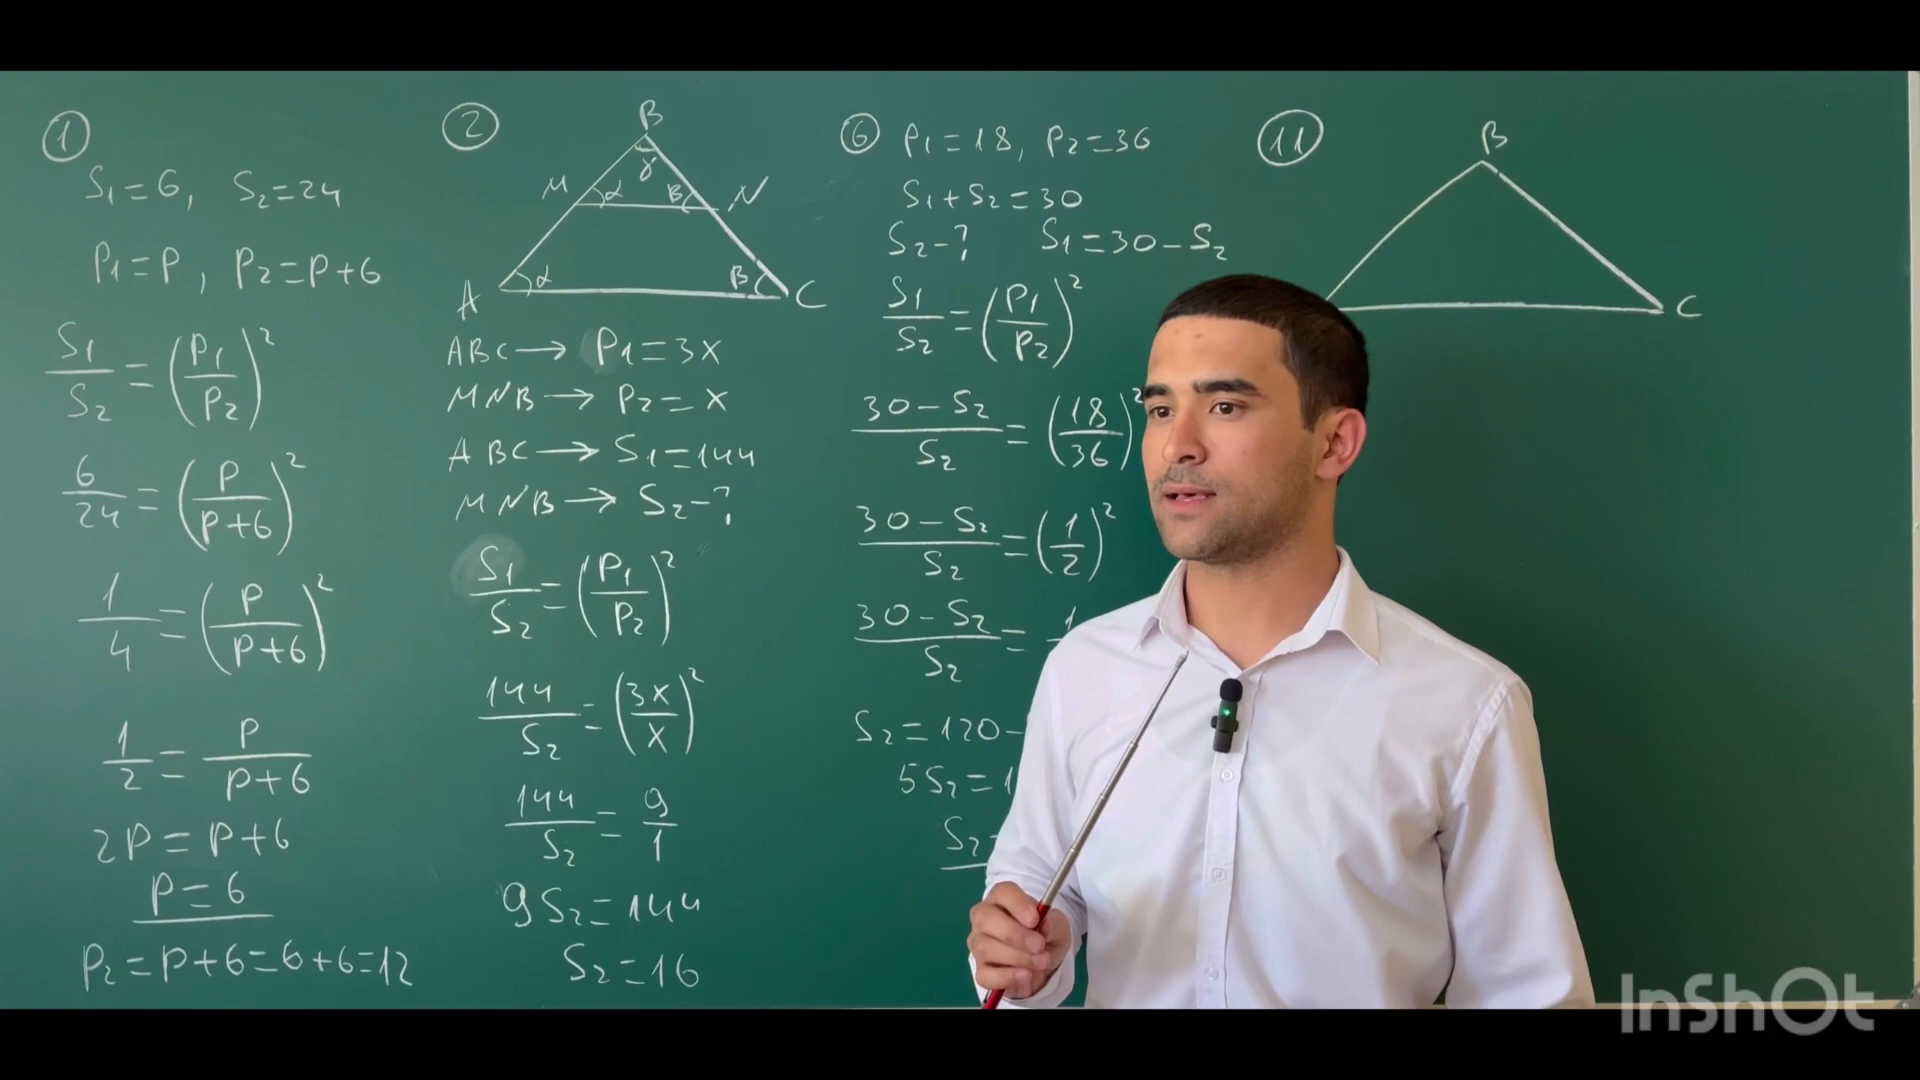 ①
S₁=6, S₂=24
P₁=P, P₂=P+6
S₁/S₂=(P₁/P₂)²
6/24=(P/(P+6))²
1/4=(P/(P+6))²
1/2=P/(P+6)
2P=P+6
P=6
P₂=P+6=6+6=12
②
B
γ
M α B N
A α B C
ABC→P₁=3x
MNB→P₂=x
ABC→S₁=144
MNB→S₂-?
S₁/S₂=(P₁/P₂)²
144/S₂=(3x/x)²
144/S₂=9/1
9S₂=144
S₂=16
⑥ P₁=18, P₂=36
S₁+S₂=30
S₂-? S₁=30-S₂
S₁/S₂=(P₁/P₂)²
(30-S₂)/S₂=(18/36)²
(30-S₂)/S₂=(1/2)²
(30-S₂)/S₂=
S₂=120-
5S₂=
S₂
⑪
B
C
InShOt